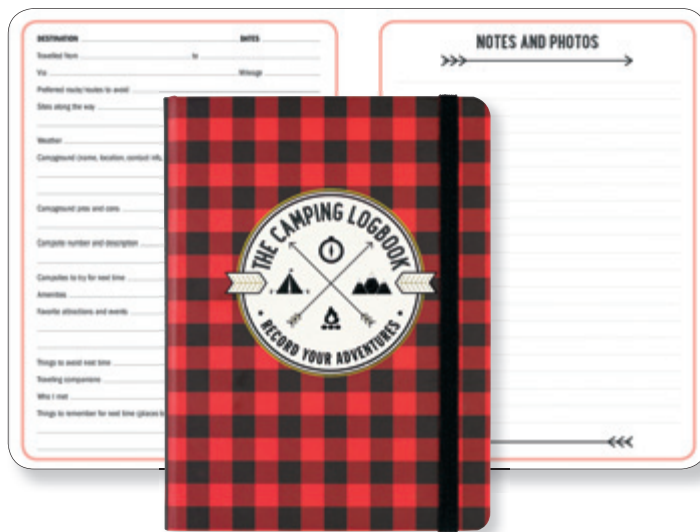 DESTINATION DATES
Travelled from to
Via Mileage
Preferred route/routes to avoid
Sites along the way
Weather
Campground (name, location, contact info,
Campground pros and cons
Campsite number and description
Campsites to try for next time
Amenities
Favorite attractions and events
Things to avoid next time
Traveling companions
Who I met
Things to remember for next time (places
NOTES AND PHOTOS
THE CAMPING LOGBOOK
RECORD YOUR ADVENTURES